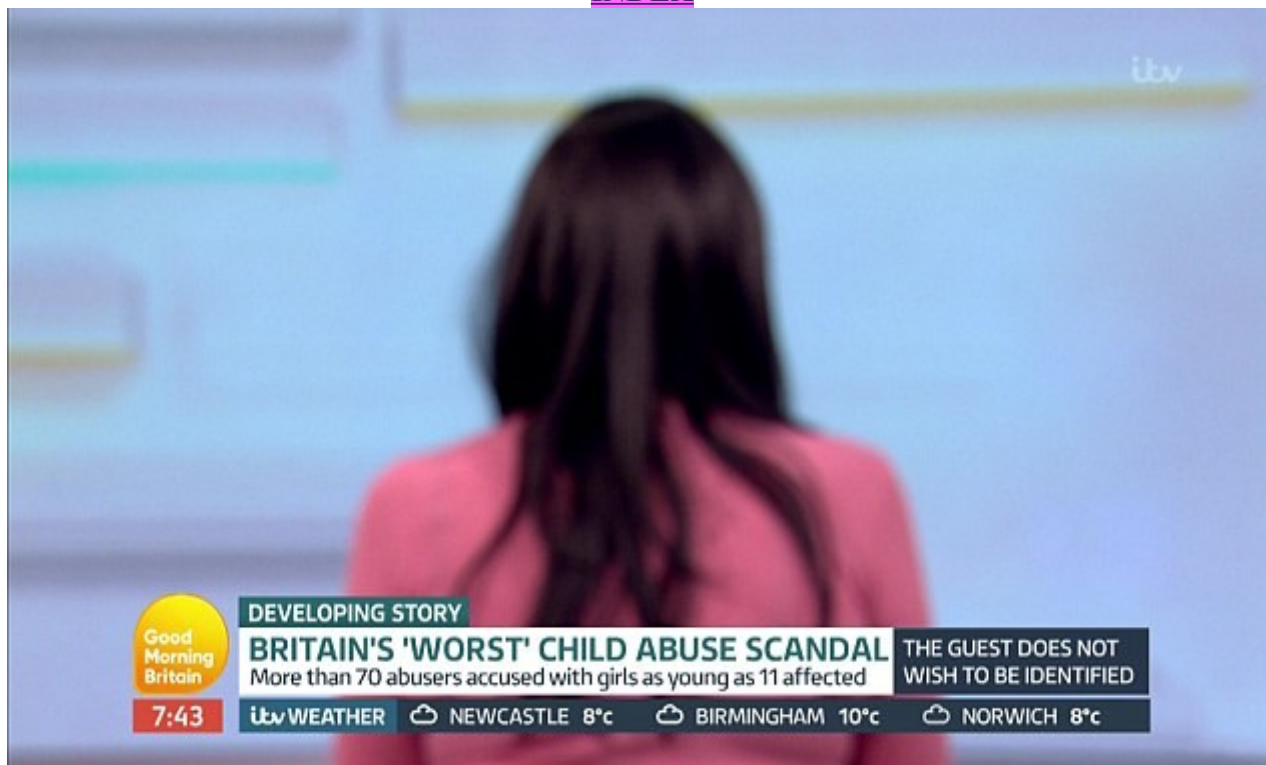 itv
DEVELOPING STORY
Good
Morning
Britain
BRITAIN'S 'WORST' CHILD ABUSE SCANDAL
More than 70 abusers accused with girls as young as 11 affected
THE GUEST DOES NOT
WISH TO BE IDENTIFIED
7:43
itv WEATHER NEWCASTLE 8°c BIRMINGHAM 10°c NORWICH 8°c